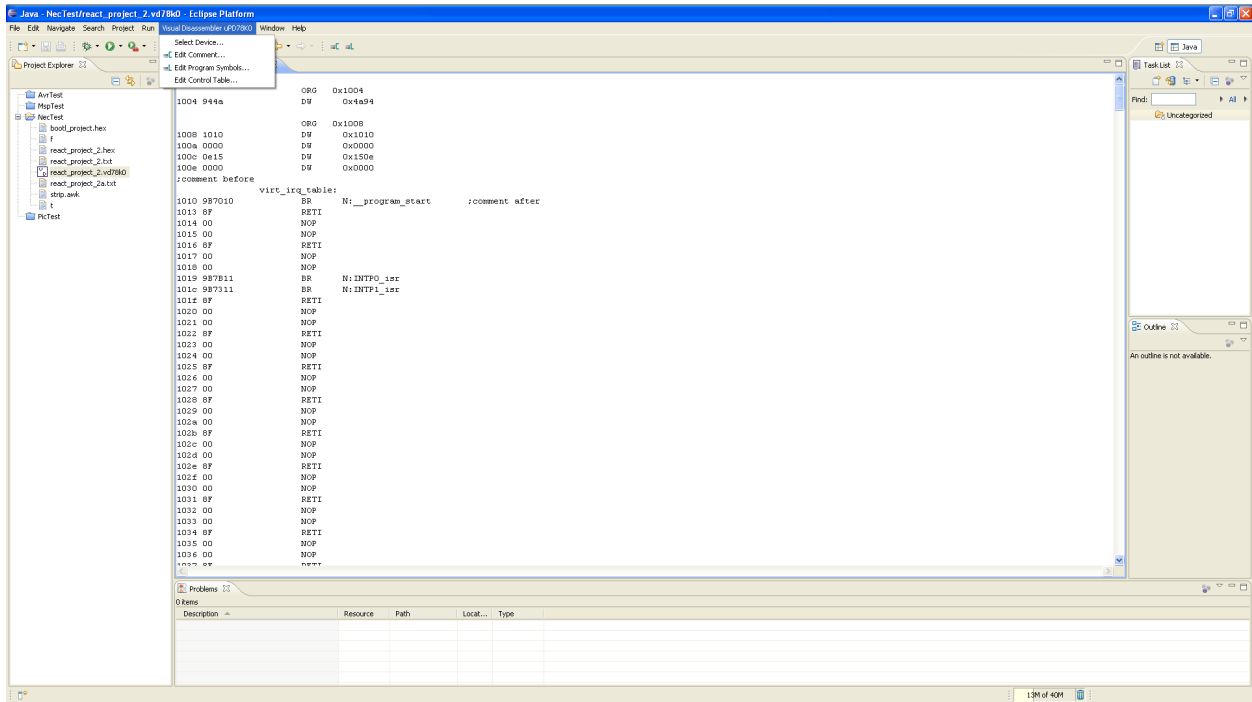 Java - NecTest/react_project_2.vd78k0 - Eclipse Platform
File Edit Navigate Search Project Run Visual Disassembler uPD78K0 Window Help
Select Device...
Edit Comment...
Edit Program Symbols...
Edit Control Table...
Java
Project Explorer
AvrTest
MspTest
NecTest
bootl_project.hex
f
react_project_2.hex
react_project_2.txt
react_project_2.vd78k0
react_project_2a.txt
strip.awk
t
PicTest
ORG 0x1004
1004 944a DW 0x4a94
ORG 0x1008
1008 1010 DW 0x1010
100a 0000 DW 0x0000
100c 0e15 DW 0x150e
100e 0000 DW 0x0000
;comment before
virt_irq_table:
1010 9B7010 BR N:__program_start ;comment after
1013 8F RETI
1014 00 NOP
1015 00 NOP
1016 8F RETI
1017 00 NOP
1018 00 NOP
1019 9B7B11 BR N:INTP0_isr
101c 9B7311 BR N:INTP1_isr
101f 8F RETI
1020 00 NOP
1021 00 NOP
1022 8F RETI
1023 00 NOP
1024 00 NOP
1025 8F RETI
1026 00 NOP
1027 00 NOP
1028 8F RETI
1029 00 NOP
102a 00 NOP
102b 8F RETI
102c 00 NOP
102d 00 NOP
102e 8F RETI
102f 00 NOP
1030 00 NOP
1031 8F RETI
1032 00 NOP
1033 00 NOP
1034 8F RETI
1035 00 NOP
1036 00 NOP
1037 8F RETI
Task List
Find: All
Uncategorized
Outline
An outline is not available.
Problems
0 items
Description Resource Path Locat... Type
13M of 40M